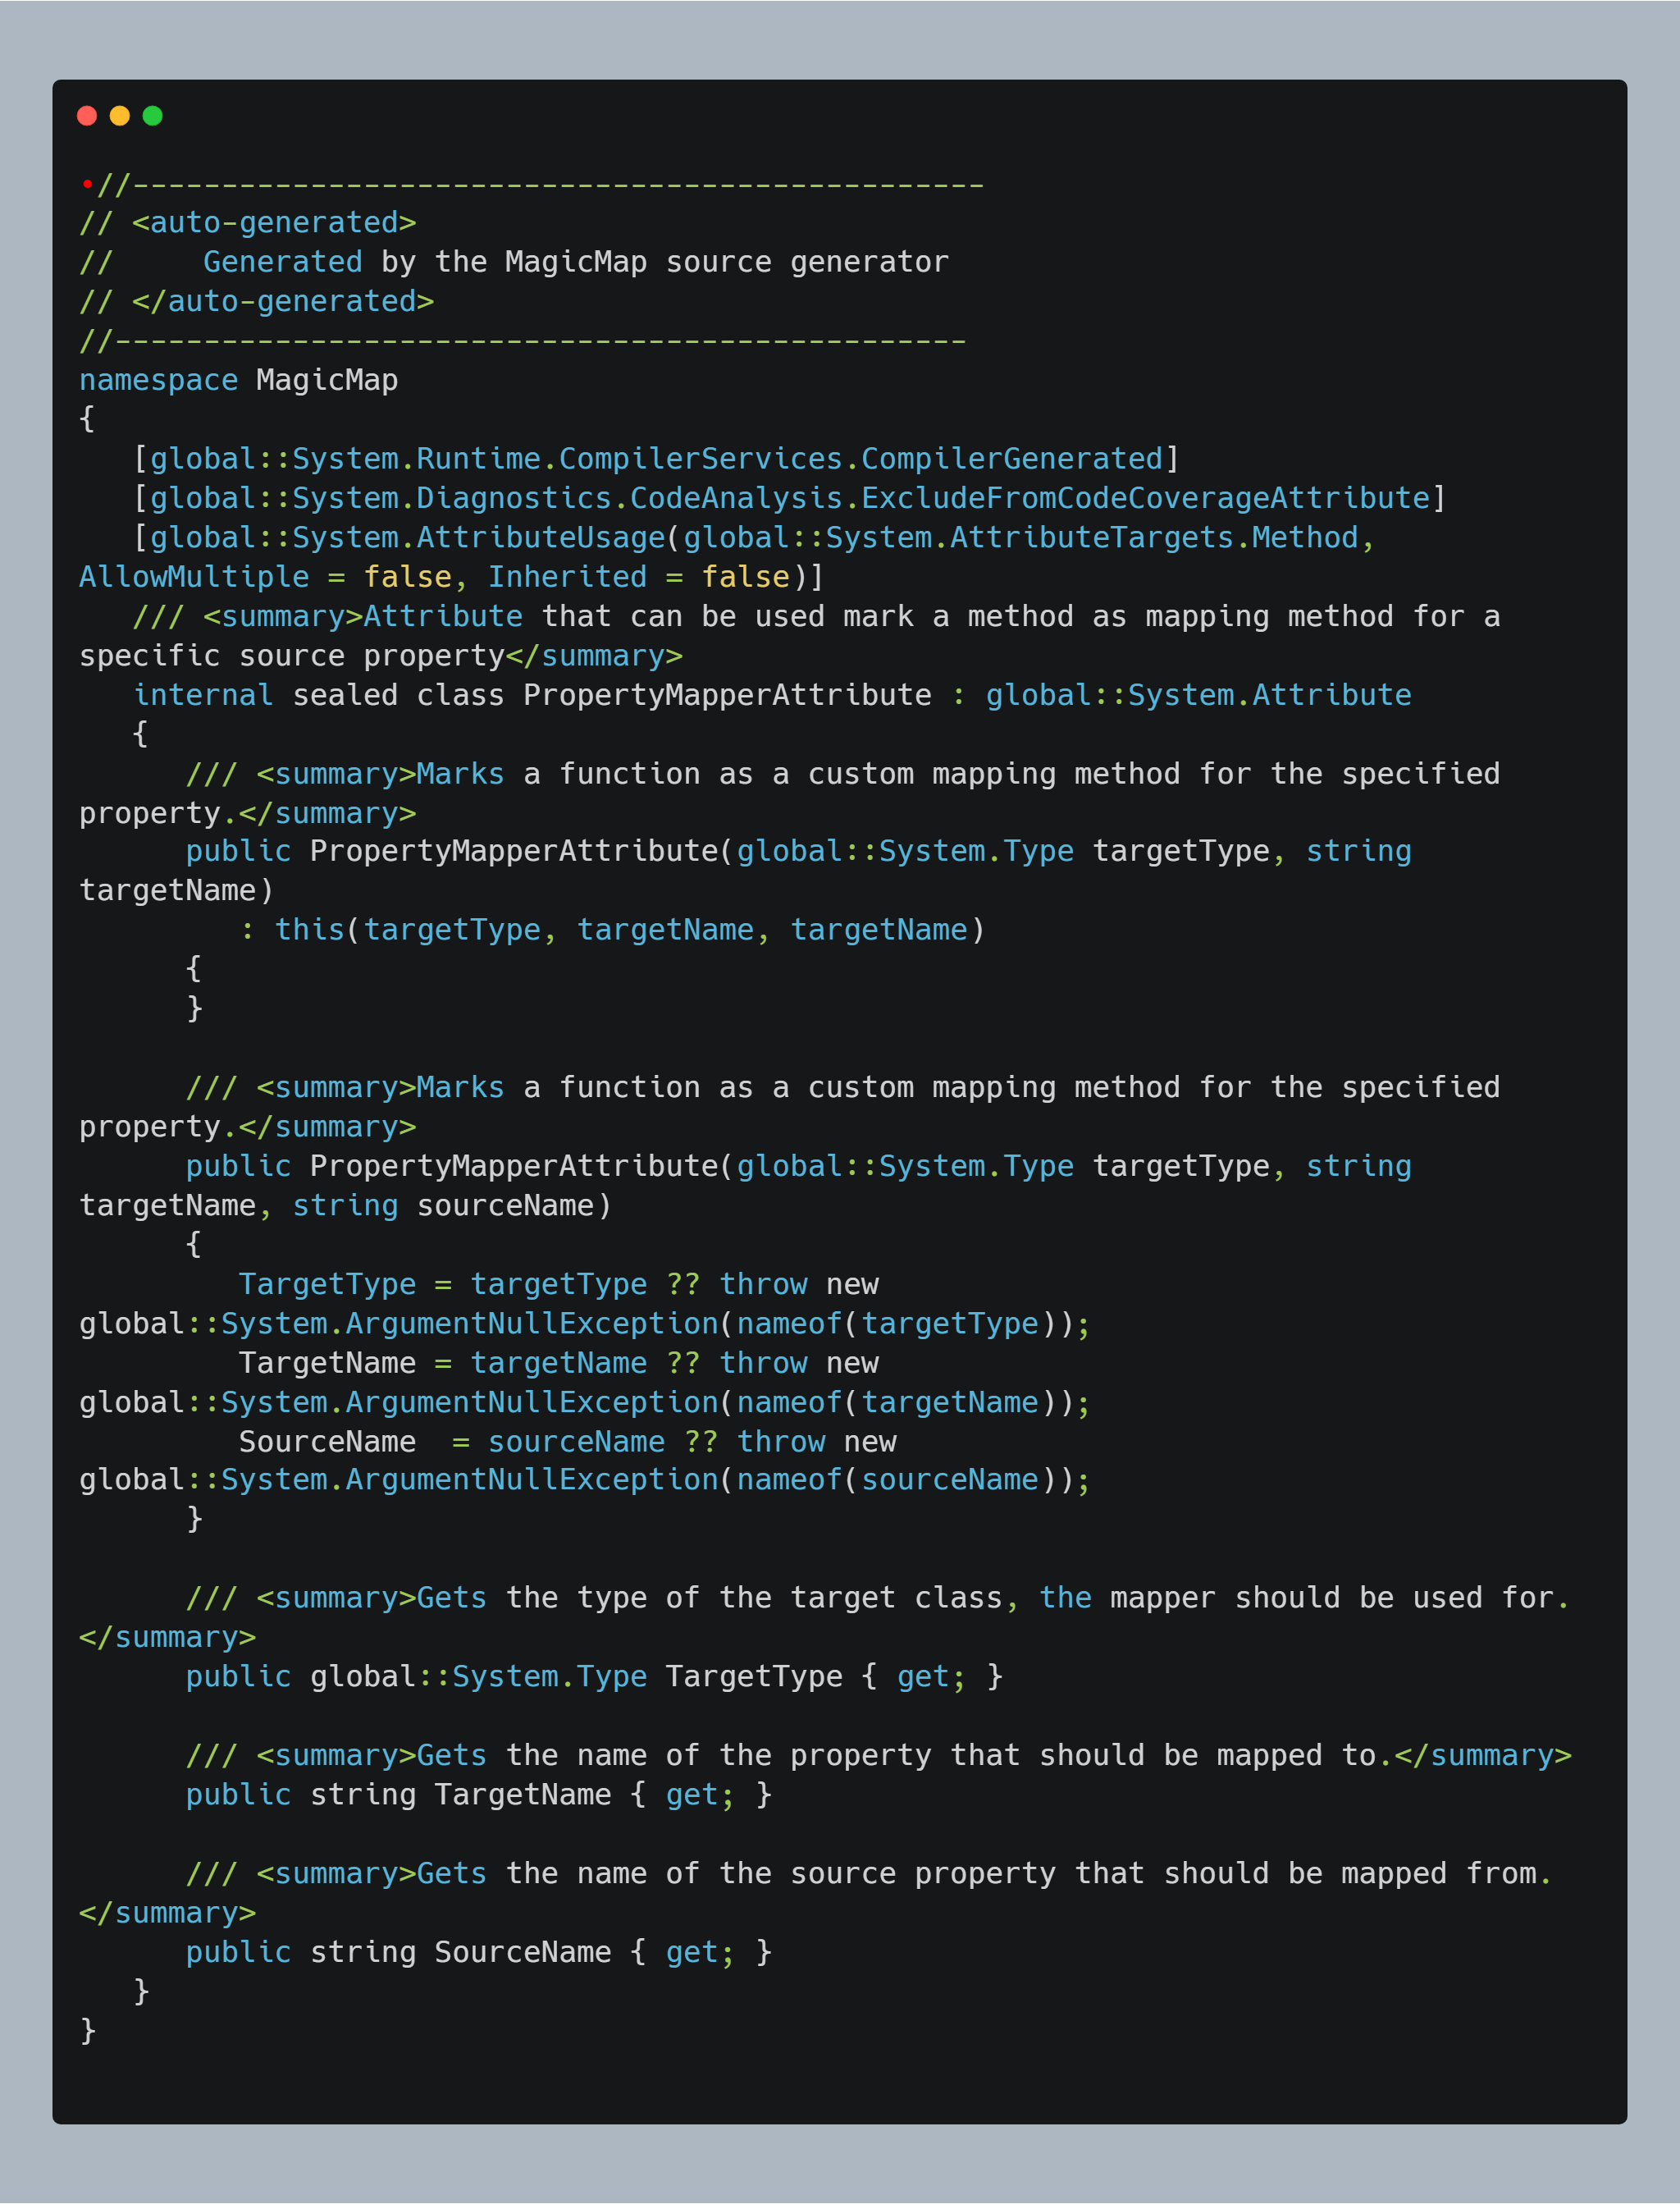 •//------------------------------------------------
// <auto-generated>
//     Generated by the MagicMap source generator
// </auto-generated>
//------------------------------------------------
namespace MagicMap
{
   [global::System.Runtime.CompilerServices.CompilerGenerated]
   [global::System.Diagnostics.CodeAnalysis.ExcludeFromCodeCoverageAttribute]
   [global::System.AttributeUsage(global::System.AttributeTargets.Method,
AllowMultiple = false, Inherited = false)]
   /// <summary>Attribute that can be used mark a method as mapping method for a
specific source property</summary>
   internal sealed class PropertyMapperAttribute : global::System.Attribute
   {
      /// <summary>Marks a function as a custom mapping method for the specified
property.</summary>
      public PropertyMapperAttribute(global::System.Type targetType, string
targetName)
         : this(targetType, targetName, targetName)
      {
      }

      /// <summary>Marks a function as a custom mapping method for the specified
property.</summary>
      public PropertyMapperAttribute(global::System.Type targetType, string
targetName, string sourceName)
      {
         TargetType = targetType ?? throw new
global::System.ArgumentNullException(nameof(targetType));
         TargetName = targetName ?? throw new
global::System.ArgumentNullException(nameof(targetName));
         SourceName  = sourceName ?? throw new
global::System.ArgumentNullException(nameof(sourceName));
      }

      /// <summary>Gets the type of the target class, the mapper should be used for.
</summary>
      public global::System.Type TargetType { get; }

      /// <summary>Gets the name of the property that should be mapped to.</summary>
      public string TargetName { get; }

      /// <summary>Gets the name of the source property that should be mapped from.
</summary>
      public string SourceName { get; }
   }
}